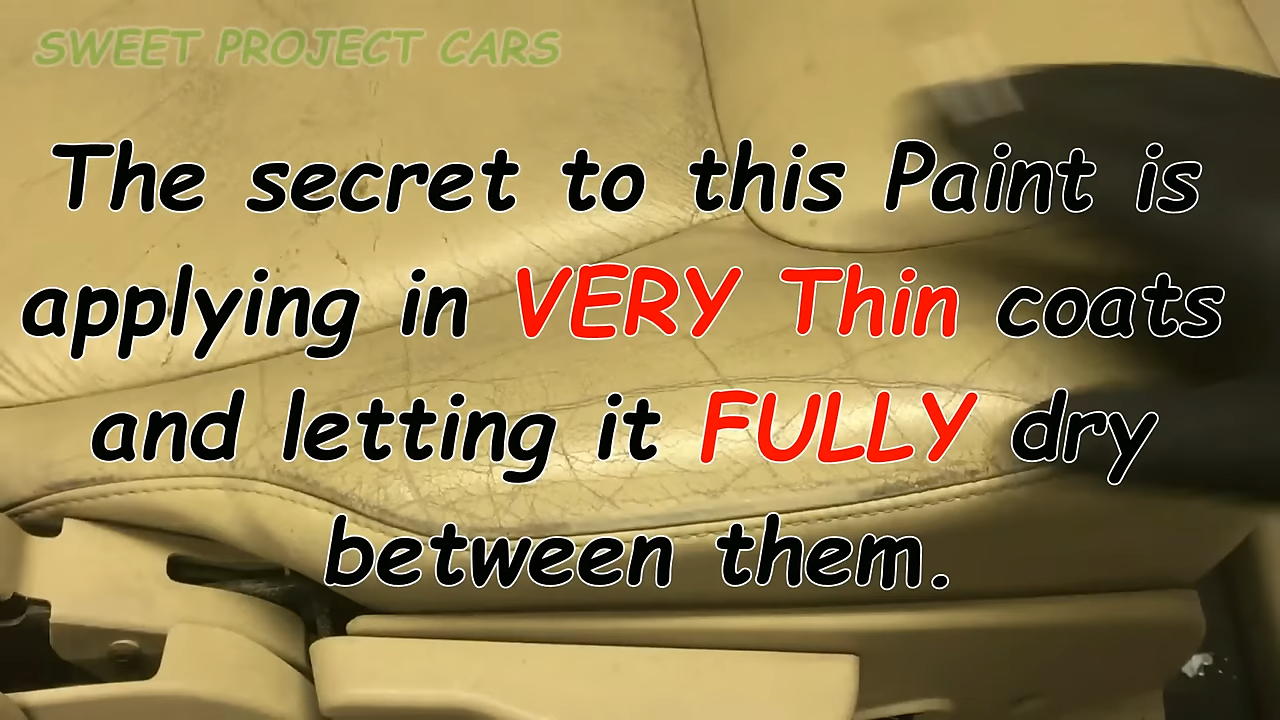 SWEET PROJECT CARS
The secret to this Paint is
applying in VERY Thin coats
and letting it FULLY dry
between them.